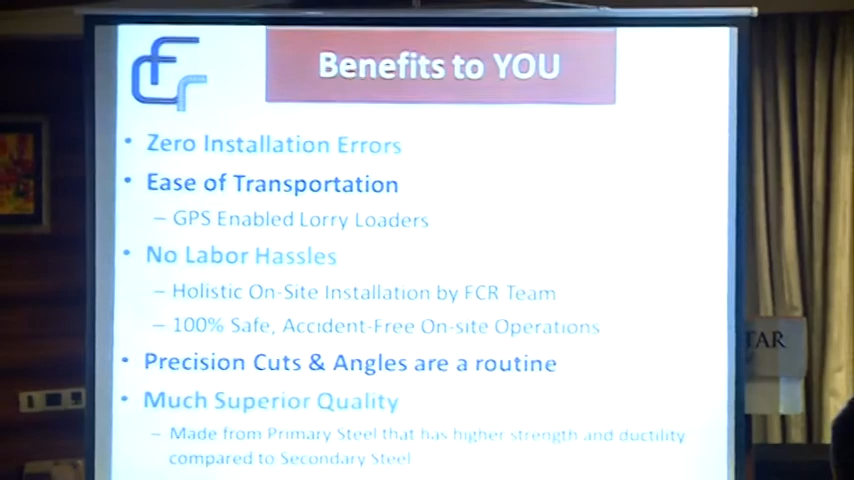 fcr
Benefits to YOU
• Zero Installation Errors
• Ease of Transportation
– GPS Enabled Lorry Loaders
• No Labor Hassles
– Holistic On-Site Installation by FCR Team
– 100% Safe, Accident-Free On-site Operations
• Precision Cuts & Angles are a routine
• Much Superior Quality
– Made from Primary Steel that has higher strength and ductility
compared to Secondary Steel
TAR